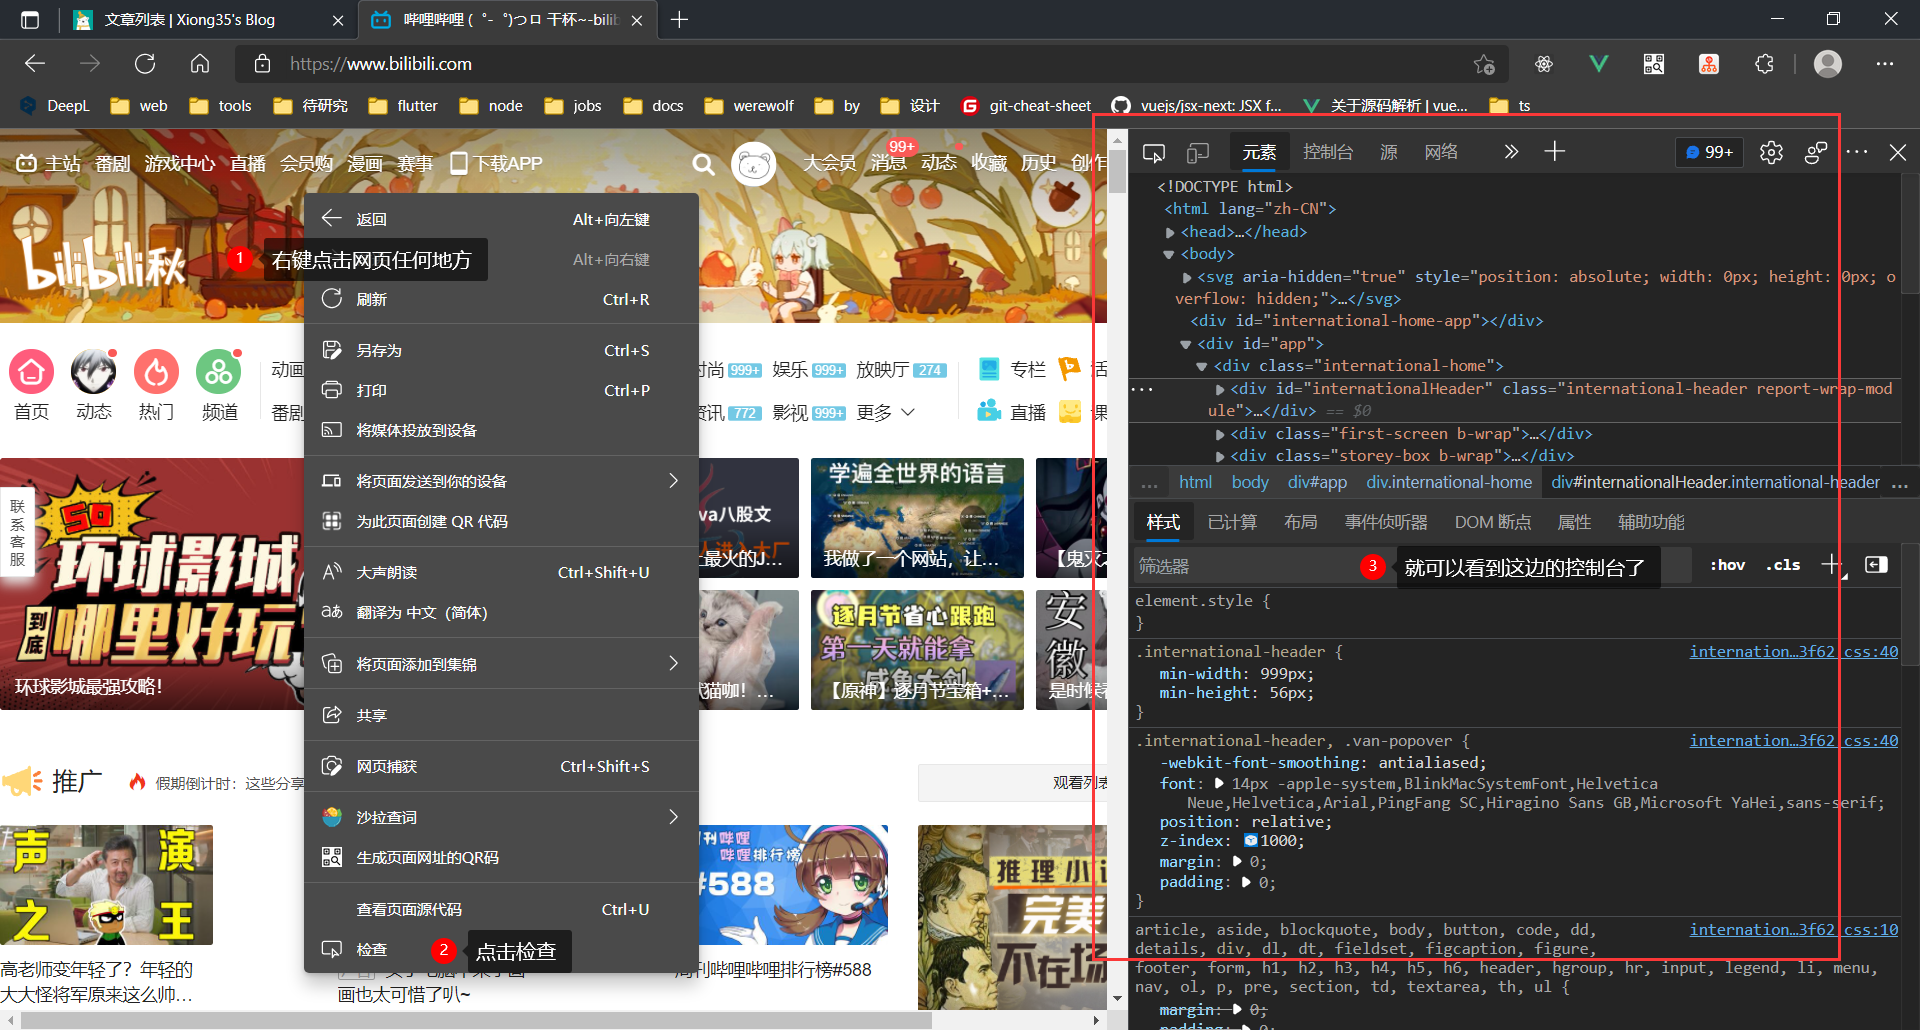 文章列表 | Xiong35's Blog
哔哩哔哩 ( ゜- ゜)つロ 干杯~-bilib
https://www.bilibili.com
DeepL web tools 待研究 flutter node jobs docs werewolf by 设计 git-cheat-sheet vuejs/jsx-next: JSX f... 关于源码解析 | vue... ts
主站 番剧 游戏中心 直播 会员购 漫画 赛事 下载APP
大会员 消息 99+ 动态 收藏 历史 创作
bilibili秋
1 右键点击网页任何地方
返回 Alt+向左键
Alt+向右键
刷新 Ctrl+R
另存为 Ctrl+S
打印 Ctrl+P
将媒体投放到设备
将页面发送到你的设备
为此页面创建 QR 代码
大声朗读 Ctrl+Shift+U
翻译为 中文（简体）
将页面添加到集锦
共享
网页捕获 Ctrl+Shift+S
沙拉查词
生成页面网址的QR码
查看页面源代码 Ctrl+U
检查
2 点击检查
首页 动态 热门 频道
动画
番剧
时尚 999+ 娱乐 999+ 放映厅 274
资讯 772 影视 999+ 更多
专栏 活
直播 课
联系客服
50
环球影城
到底哪里好玩
环球影城最强攻略！
va八股文
最火的J...
学遍全世界的语言
我做了一个网站，让...
【鬼灭之
猫咖！...
逐月节省心跟跑
第一天就能拿
咸鱼大剑
【原神】逐月节宝箱+...
安徽
是时候看
推广
假期倒计时：这些分享
观看列表
声演之王
高老师变年轻了？年轻的
大大怪将军原来这么帅...
画也太可惜了叭~
刊哔哩
哔哩排行榜
#588
周刊哔哩哔哩排行榜#588
推理小说
完美
不在场
元素 控制台 源 网络 99+
<!DOCTYPE html>
<html lang="zh-CN">
<head>…</head>
<body>
<svg aria-hidden="true" style="position: absolute; width: 0px; height: 0px; o
verflow: hidden;">…</svg>
<div id="international-home-app"></div>
<div id="app">
<div class="international-home">
<div id="internationalHeader" class="international-header report-wrap-mod
ule">…</div> == $0
<div class="first-screen b-wrap">…</div>
<div class="storey-box b-wrap">…</div>
... html body div#app div.international-home div#internationalHeader.international-header ...
样式 已计算 布局 事件侦听器 DOM 断点 属性 辅助功能
筛选器
3 就可以看到这边的控制台了
:hov .cls
element.style {
}
.international-header { internation…3f62.css:40
min-width: 999px;
min-height: 56px;
}
.international-header, .van-popover { internation…3f62.css:40
-webkit-font-smoothing: antialiased;
font: 14px -apple-system,BlinkMacSystemFont,Helvetica
Neue,Helvetica,Arial,PingFang SC,Hiragino Sans GB,Microsoft YaHei,sans-serif;
position: relative;
z-index: 1000;
margin: 0;
padding: 0;
}
article, aside, blockquote, body, button, code, dd, internation…3f62.css:10
details, div, dl, dt, fieldset, figcaption, figure,
footer, form, h1, h2, h3, h4, h5, h6, header, hgroup, hr, input, legend, li, menu,
nav, ol, p, pre, section, td, textarea, th, ul {
margin: 0;
padding: 0;